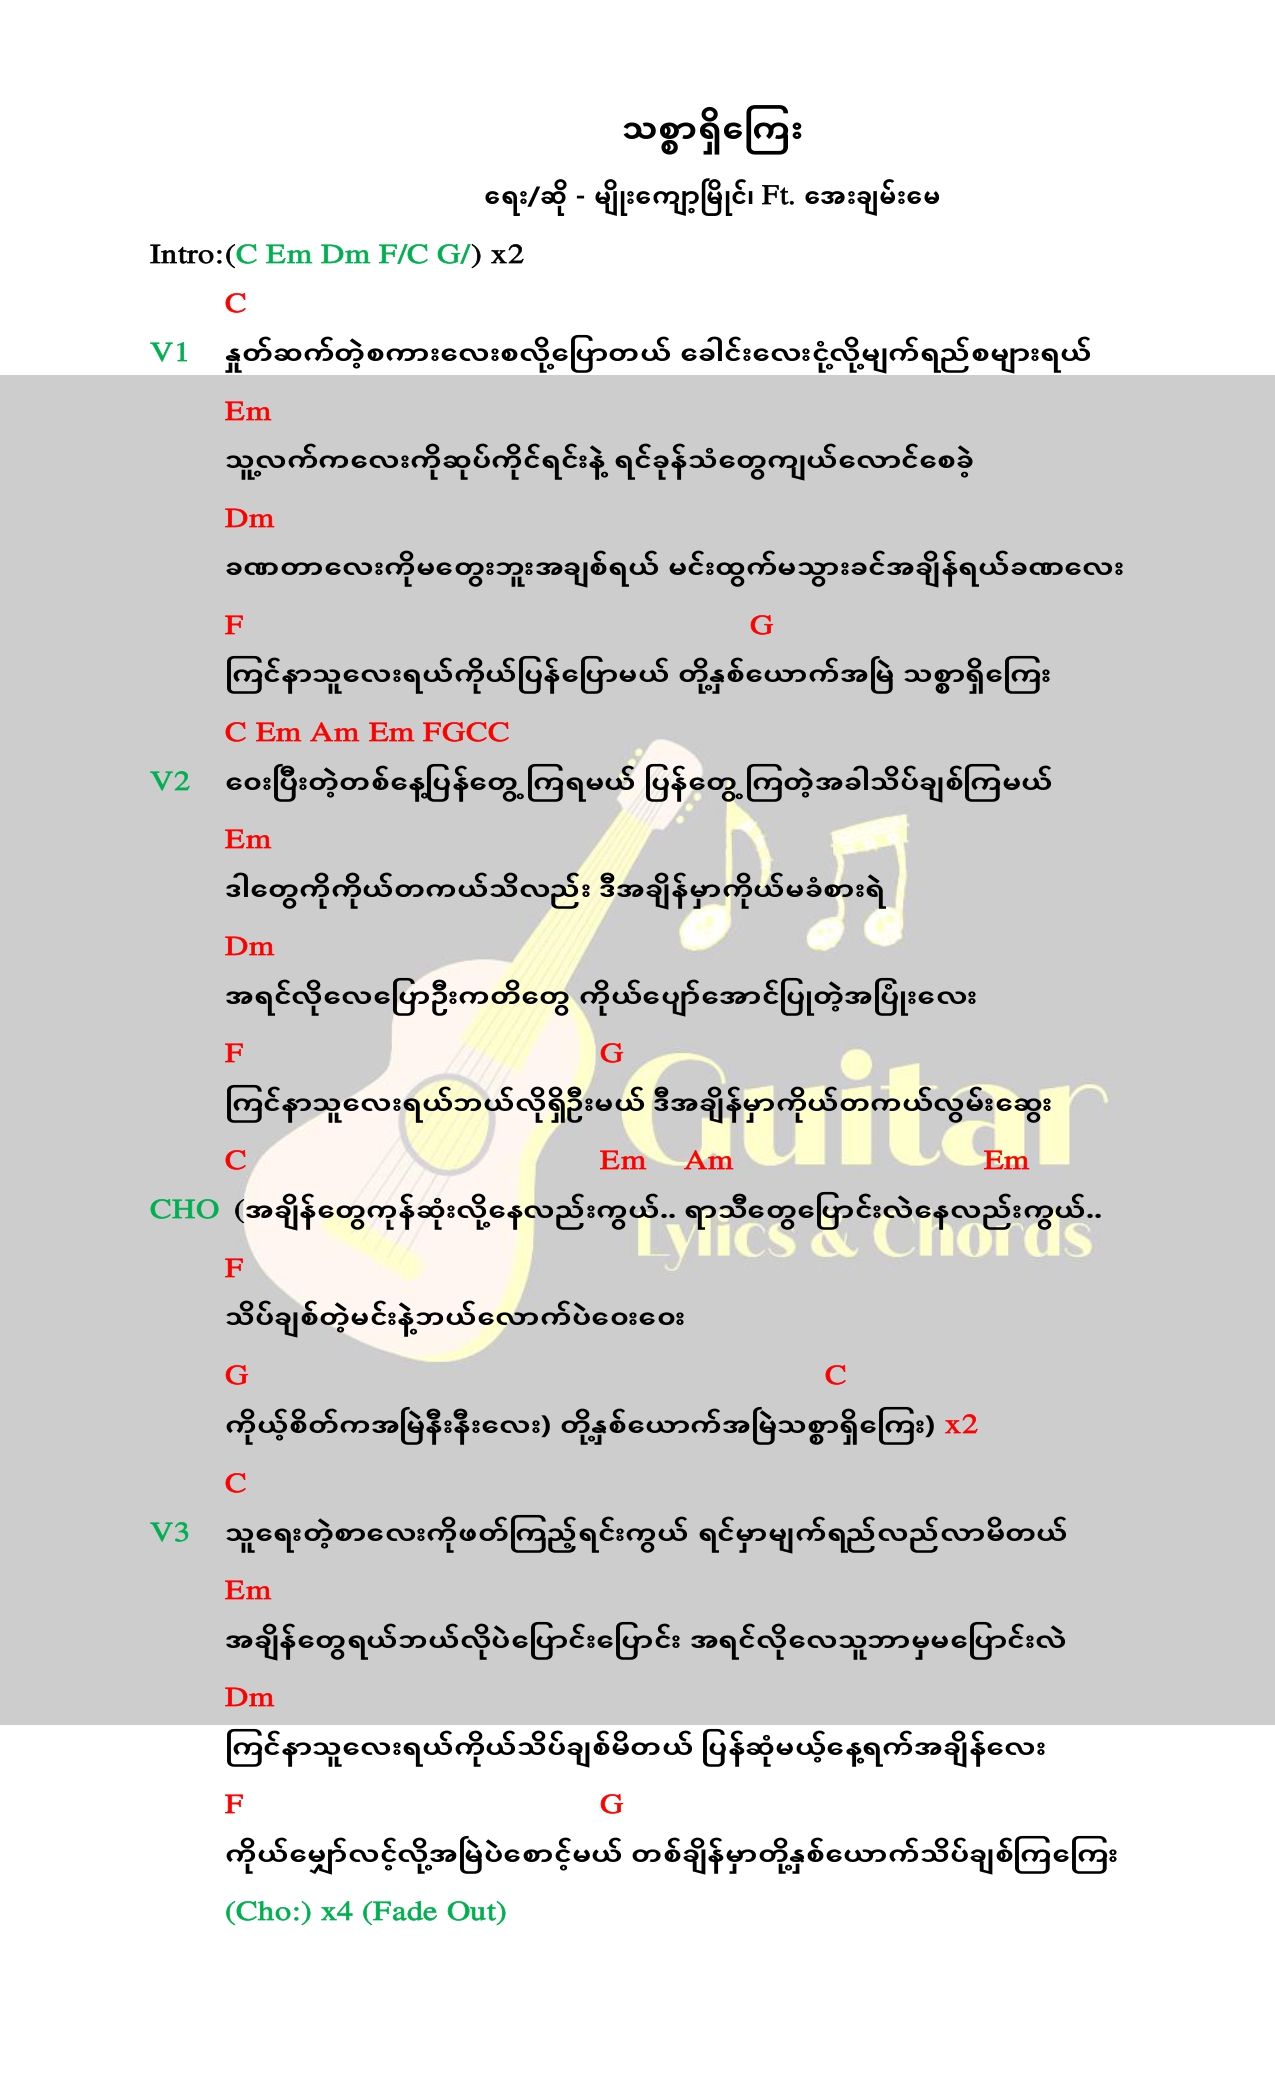 သစ္စာရှိကြေး
ရေး/ဆို - မျိုးကျော့မြိုင်၊ Ft. အေးချမ်းမေ
Intro:(C Em Dm F/C G/) x2
C
V1 နှုတ်ဆက်တဲ့စကားလေးစလို့ပြောတယ် ခေါင်းလေးငုံ့လို့မျက်ရည်စများရယ်
Em
သူ့လက်ကလေးကိုဆုပ်ကိုင်ရင်းနဲ့ ရင်ခုန်သံတွေကျယ်လောင်စေခဲ့
Dm
ခဏတာလေးကိုမတွေးဘူးအချစ်ရယ် မင်းထွက်မသွားခင်အချိန်ရယ်ခဏလေး
F G
ကြင်နာသူလေးရယ်ကိုယ်ပြန်ပြောမယ် တို့နှစ်ယောက်အမြဲ သစ္စာရှိကြေး
C Em Am Em FGCC
V2 ဝေးပြီးတဲ့တစ်နေ့ပြန်တွေ့ကြရမယ် ပြန်တွေ့ကြတဲ့အခါသိပ်ချစ်ကြမယ်
Em
ဒါတွေကိုကိုယ်တကယ်သိလည်း ဒီအချိန်မှာကိုယ်မခံစားရဲ
Dm
အရင်လိုလေပြောဦးကတိတွေ ကိုယ်ပျော်အောင်ပြုတဲ့အပြုံးလေး
F G
ကြင်နာသူလေးရယ်ဘယ်လိုရှိဦးမယ် ဒီအချိန်မှာကိုယ်တကယ်လွမ်းဆွေး
C Em Am Em
CHO (အချိန်တွေကုန်ဆုံးလို့နေလည်းကွယ်.. ရာသီတွေပြောင်းလဲနေလည်းကွယ်..
F
သိပ်ချစ်တဲ့မင်းနဲ့ဘယ်လောက်ပဲဝေးဝေး
G C
ကိုယ့်စိတ်ကအမြဲနီးနီးလေး) တို့နှစ်ယောက်အမြဲသစ္စာရှိကြေး) x2
C
V3 သူရေးတဲ့စာလေးကိုဖတ်ကြည့်ရင်းကွယ် ရင်မှာမျက်ရည်လည်လာမိတယ်
Em
အချိန်တွေရယ်ဘယ်လိုပဲပြောင်းပြောင်း အရင်လိုလေသူဘာမှမပြောင်းလဲ
Dm
ကြင်နာသူလေးရယ်ကိုယ်သိပ်ချစ်မိတယ် ပြန်ဆုံမယ့်နေ့ရက်အချိန်လေး
F G
ကိုယ်မျှော်လင့်လို့အမြဲပဲစောင့်မယ် တစ်ချိန်မှာတို့နှစ်ယောက်သိပ်ချစ်ကြကြေး
(Cho:) x4 (Fade Out)
Guitar
Lyrics & Chords